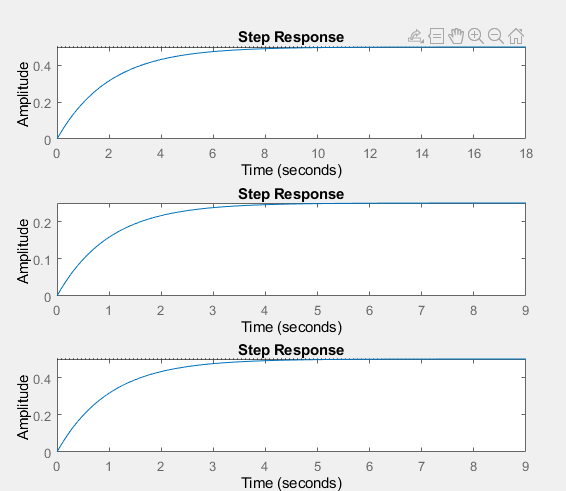 Step Response
0.4
0.2
0
Amplitude
0 2 4 6 8 10 12 14 16 18
Time (seconds)
Step Response
0.2
0.1
0
Amplitude
0 1 2 3 4 5 6 7 8 9
Time (seconds)
Step Response
0.4
0.2
0
Amplitude
0 1 2 3 4 5 6 7 8 9
Time (seconds)